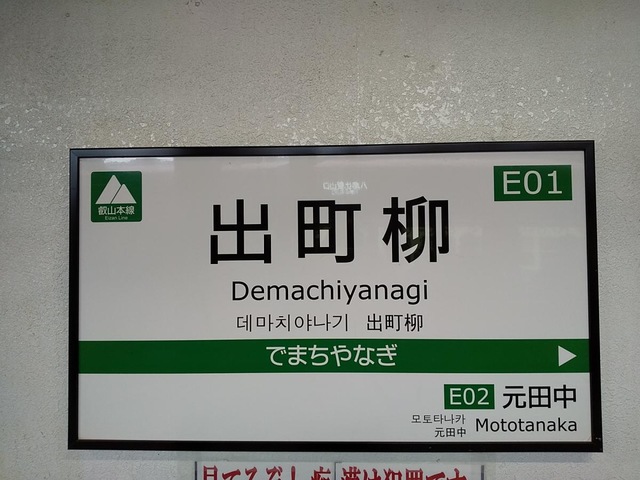 叡山本線
Eizan Line
E01
出町柳
Demachiyanagi
데마치야나기 出町柳
でまちやなぎ
E02 元田中
모토타나카
元田中 Mototanaka